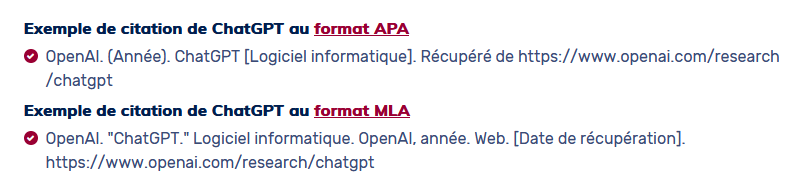 Exemple de citation de ChatGPT au format APA
OpenAI. (Année). ChatGPT [Logiciel informatique]. Récupéré de https://www.openai.com/research
/chatgpt
Exemple de citation de ChatGPT au format MLA
OpenAI. "ChatGPT." Logiciel informatique. OpenAI, année. Web. [Date de récupération].
https://www.openai.com/research/chatgpt